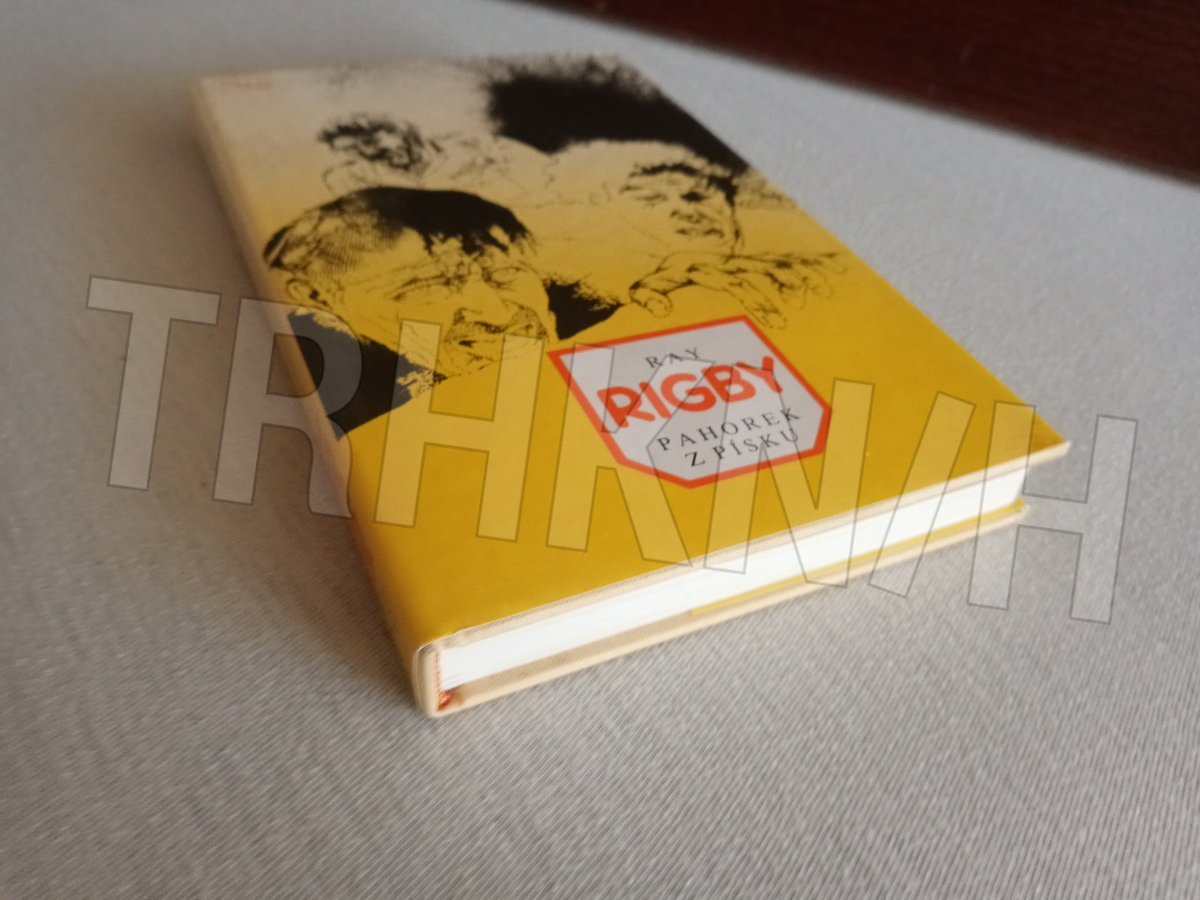 RAY
RIGBY
PAHOREK
Z PÍSKU
TRHKNIH